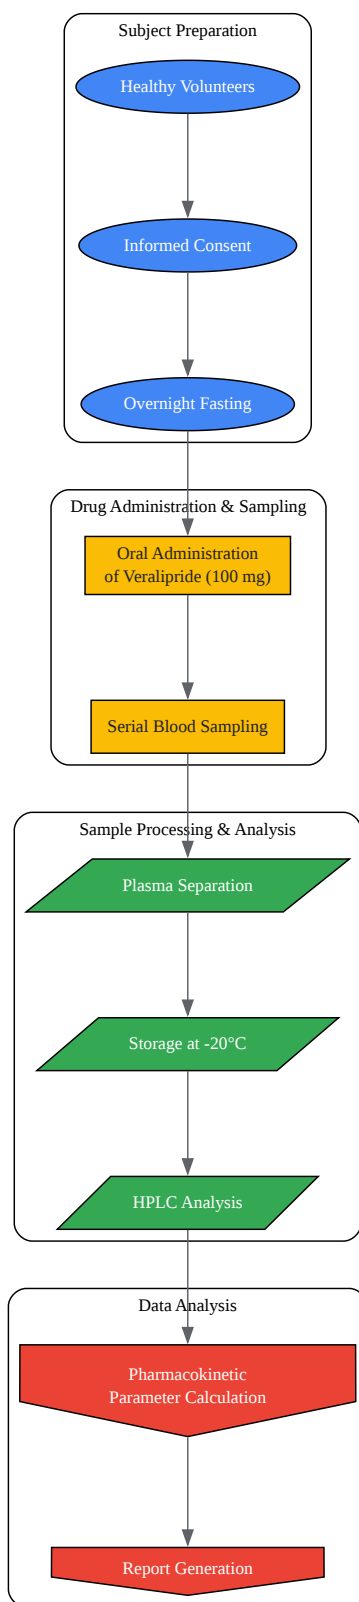 Subject Preparation
Healthy Volunteers
Informed Consent
Overnight Fasting
Drug Administration & Sampling
Oral Administration
of Veralipride (100 mg)
Serial Blood Sampling
Sample Processing & Analysis
Plasma Separation
Storage at -20°C
HPLC Analysis
Data Analysis
Pharmacokinetic
Parameter Calculation
Report Generation